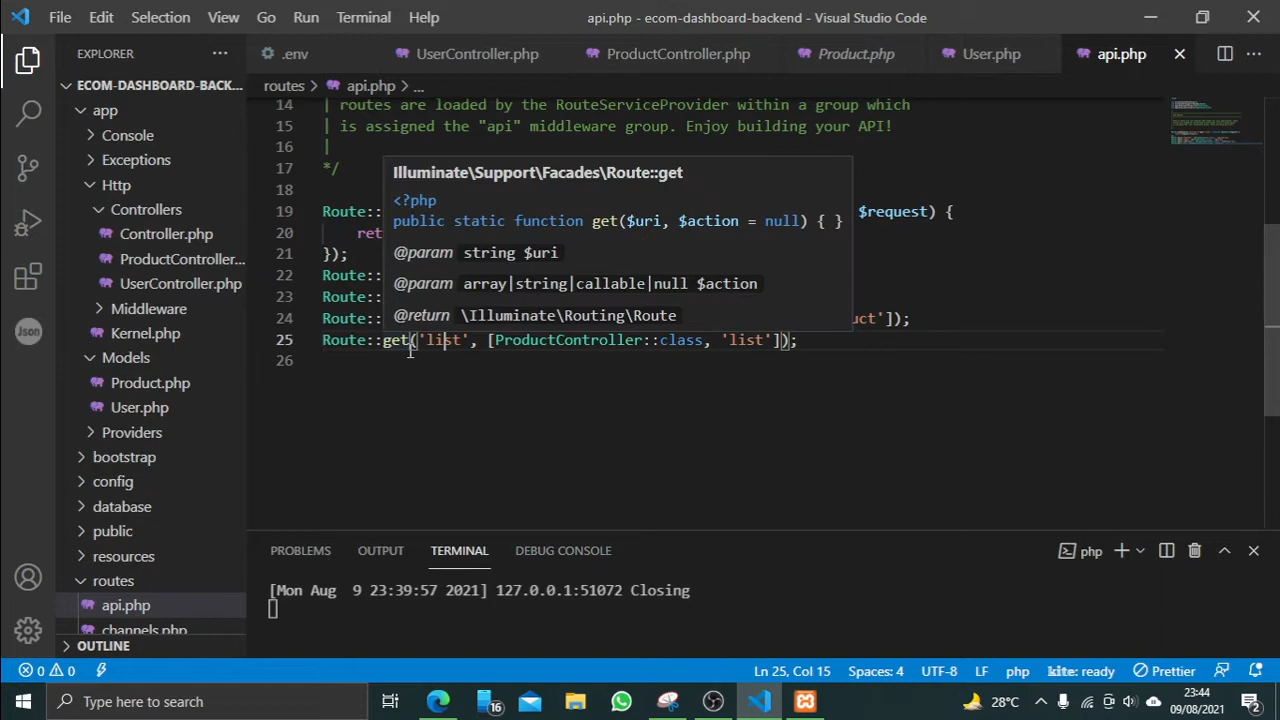 File Edit Selection View Go Run Terminal Help
api.php - ecom-dashboard-backend - Visual Studio Code
EXPLORER
.env UserController.php ProductController.php Product.php User.php api.php
ECOM-DASHBOARD-BACK...
routes > api.php > ...
app
Console
Exceptions
Http
Controllers
Controller.php
ProductController...
UserController.php
Middleware
Kernel.php
Models
Product.php
User.php
Providers
bootstrap
config
database
public
resources
routes
api.php
channels.php
OUTLINE
14 | routes are loaded by the RouteServiceProvider within a group which
15 | is assigned the "api" middleware group. Enjoy building your API!
16 |
17 */
18
19 Route:: $request) {
20 ret
21 });
22 Route::
23 Route::
24 Route:: uct']);
25 Route::get('list', [ProductController::class, 'list']);
26
Illuminate\Support\Facades\Route::get
<?php
public static function get($uri, $action = null) { }
@param string $uri
@param array|string|callable|null $action
@return \Illuminate\Routing\Route
PROBLEMS OUTPUT TERMINAL DEBUG CONSOLE
php
[Mon Aug  9 23:39:57 2021] 127.0.0.1:51072 Closing
0 0
Ln 25, Col 15 Spaces: 4 UTF-8 LF php kite: ready Prettier
Json
Type here to search
16
28°C
23:44
09/08/2021
2